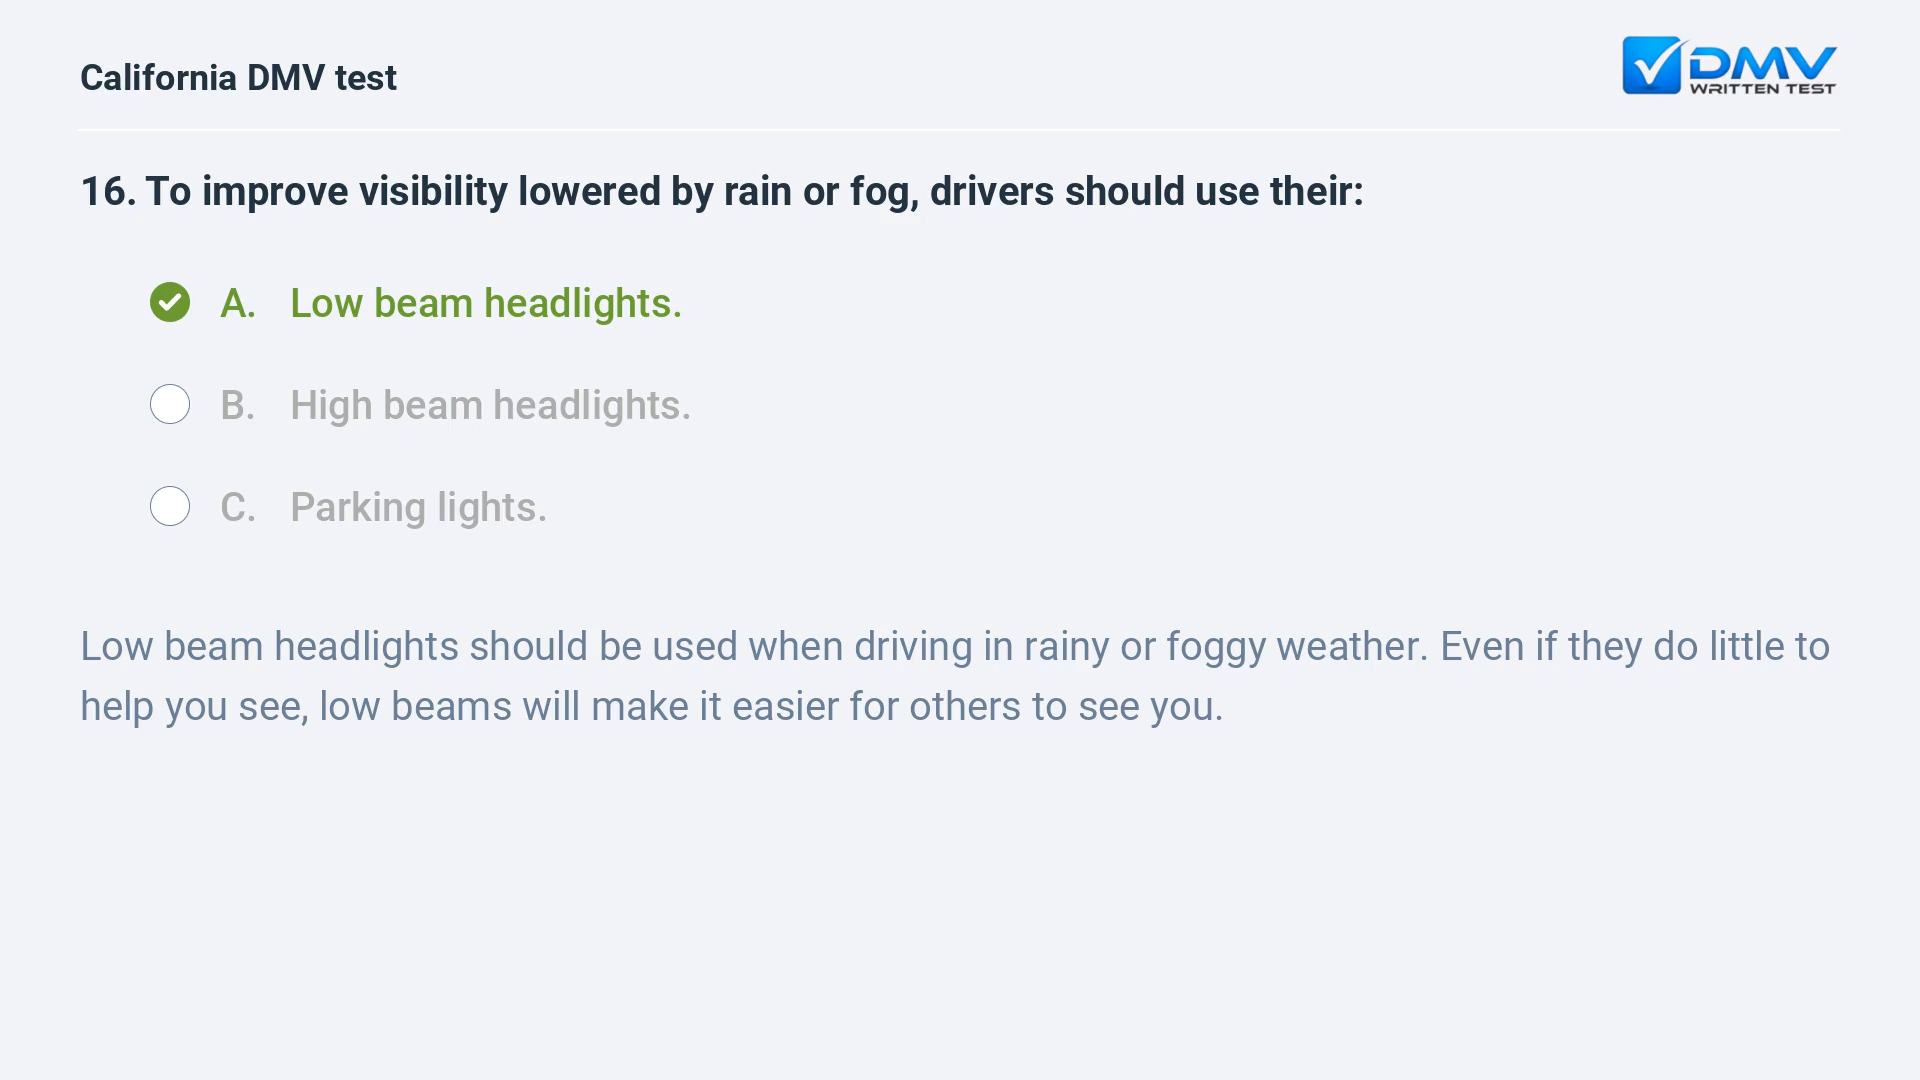 California DMV test
DMV
WRITTEN TEST
16. To improve visibility lowered by rain or fog, drivers should use their:
A. Low beam headlights.
B. High beam headlights.
C. Parking lights.
Low beam headlights should be used when driving in rainy or foggy weather. Even if they do little to
help you see, low beams will make it easier for others to see you.